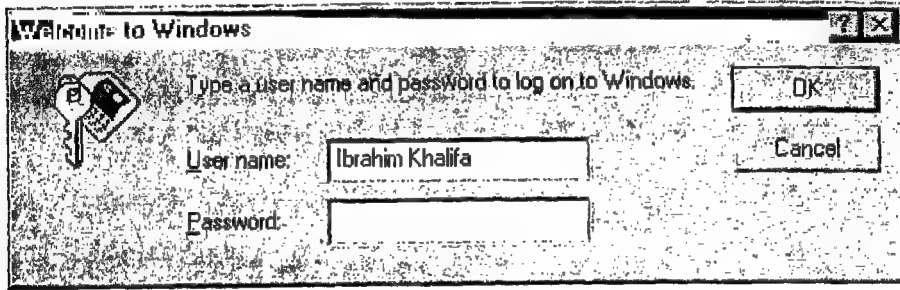 Welcome to Windows
Type a user name and password to log on to Windows.
OK
User name: Ibrahim Khalifa
Cancel
Password: